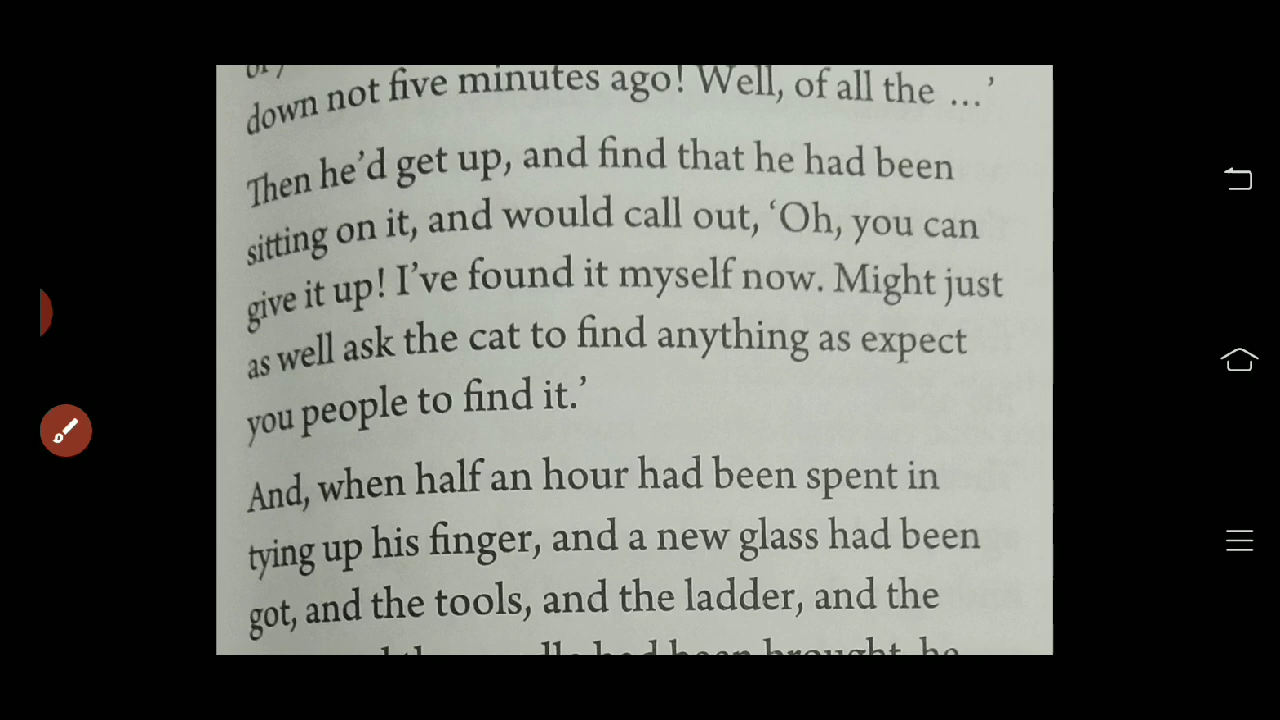 down not five minutes ago! Well, of all the ...’
Then he’d get up, and find that he had been
sitting on it, and would call out, ‘Oh, you can
give it up! I’ve found it myself now. Might just
as well ask the cat to find anything as expect
you people to find it.’
And, when half an hour had been spent in
tying up his finger, and a new glass had been
got, and the tools, and the ladder, and the
had been brought, he